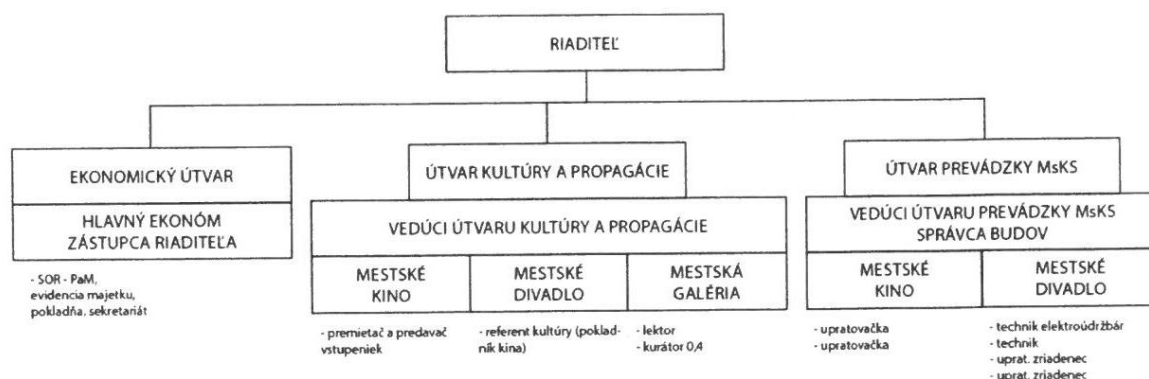 RIADITEĽ
EKONOMICKÝ ÚTVAR
HLAVNÝ EKONÓM
ZÁSTUPCA RIADITEĽA
- SOR - PaM,
evidencia majetku,
pokladňa, sekretariát
ÚTVAR KULTÚRY A PROPAGÁCIE
VEDÚCI ÚTVARU KULTÚRY A PROPAGÁCIE
MESTSKÉ
KINO
- premietač a predavač
vstupeniek
MESTSKÉ
DIVADLO
- referent kultúry (poklad-
ník kina)
MESTSKÁ
GALÉRIA
- lektor
- kurátor 0,4
ÚTVAR PREVÁDZKY MsKS
VEDÚCI ÚTVARU PREVÁDZKY MsKS
SPRÁVCA BUDOV
MESTSKÉ
KINO
- upratovačka
- upratovačka
MESTSKÉ
DIVADLO
- technik elektroúdržbár
- technik
- uprat. zriadenec
- uprat. zriadenec